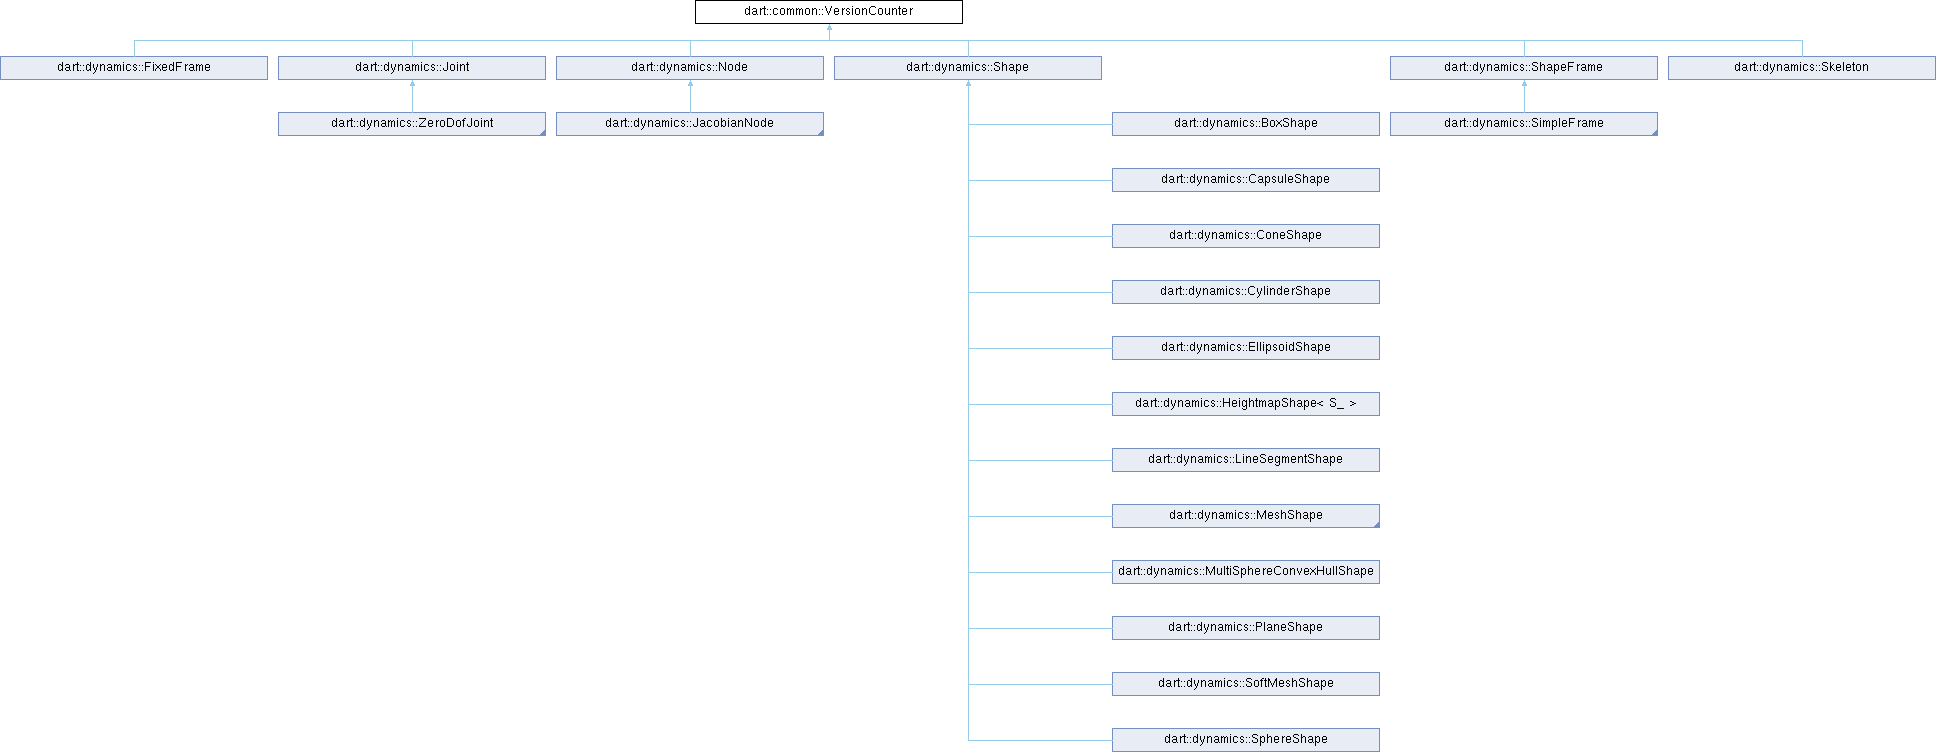 dart::common::VersionCounter
dart::dynamics::FixedFrame
dart::dynamics::Joint
dart::dynamics::Node
dart::dynamics::Shape
dart::dynamics::ShapeFrame
dart::dynamics::Skeleton
dart::dynamics::ZeroDofJoint
dart::dynamics::JacobianNode
dart::dynamics::BoxShape
dart::dynamics::SimpleFrame
dart::dynamics::CapsuleShape
dart::dynamics::ConeShape
dart::dynamics::CylinderShape
dart::dynamics::EllipsoidShape
dart::dynamics::HeightmapShape< S_ >
dart::dynamics::LineSegmentShape
dart::dynamics::MeshShape
dart::dynamics::MultiSphereConvexHullShape
dart::dynamics::PlaneShape
dart::dynamics::SoftMeshShape
dart::dynamics::SphereShape